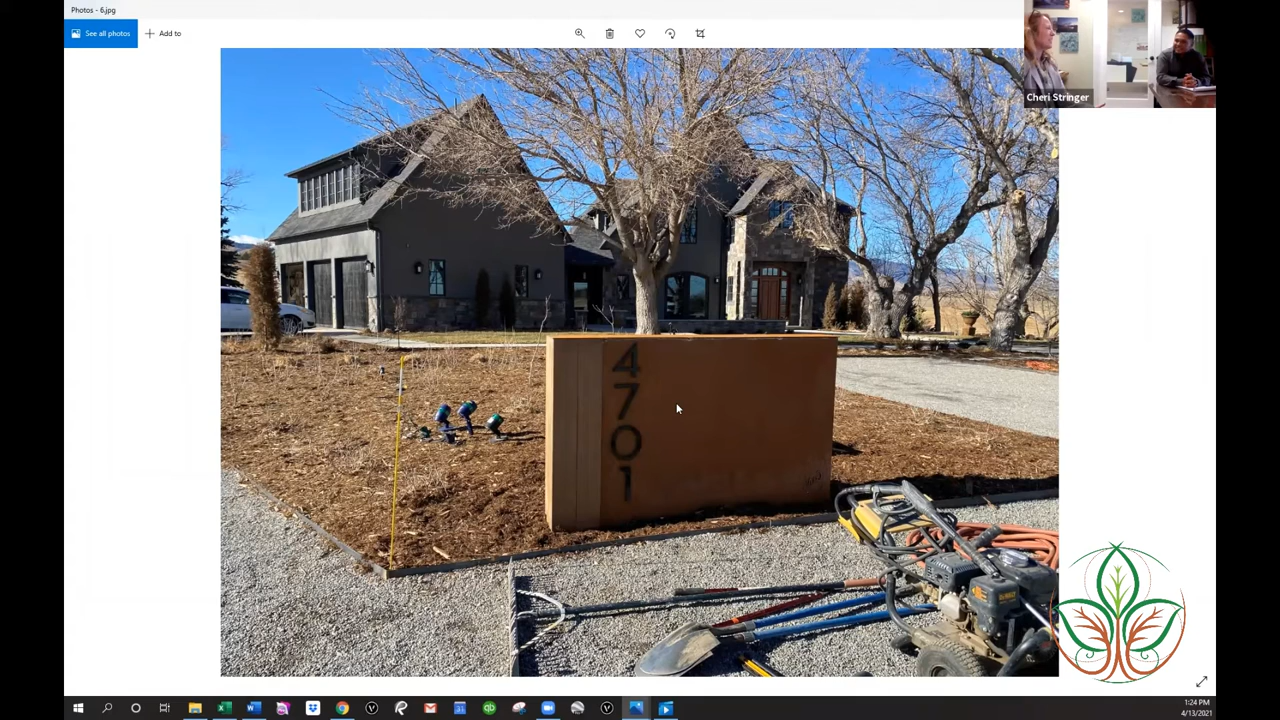 Photos - 6.jpg
See all photos
Add to
Cheri Stringer
4
7
0
1
1:24 PM
4/13/2021